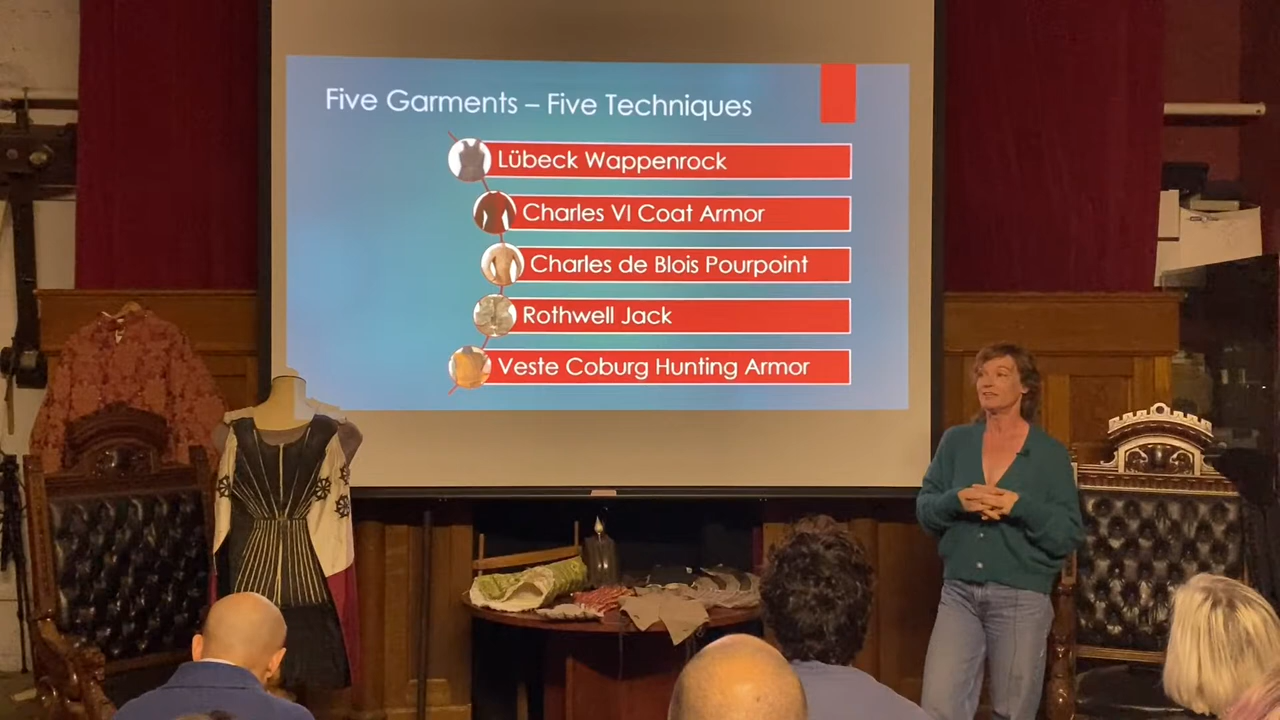 Five Garments – Five Techniques
Lübeck Wappenrock
Charles VI Coat Armor
Charles de Blois Pourpoint
Rothwell Jack
Veste Coburg Hunting Armor